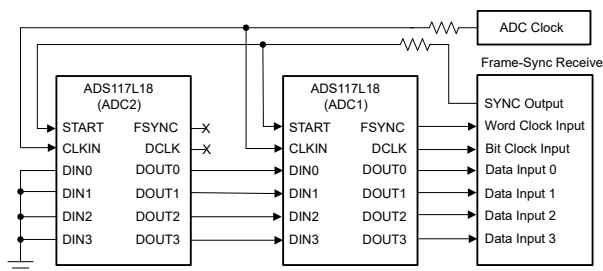 ADC Clock
Frame-Sync Receive
ADS117L18
(ADC2)
START FSYNC
CLKIN DCLK
DIN0 DOUT0
DIN1 DOUT1
DIN2 DOUT2
DIN3 DOUT3
ADS117L18
(ADC1)
START FSYNC
CLKIN DCLK
DIN0 DOUT0
DIN1 DOUT1
DIN2 DOUT2
DIN3 DOUT3
SYNC Output
Word Clock Input
Bit Clock Input
Data Input 0
Data Input 1
Data Input 2
Data Input 3